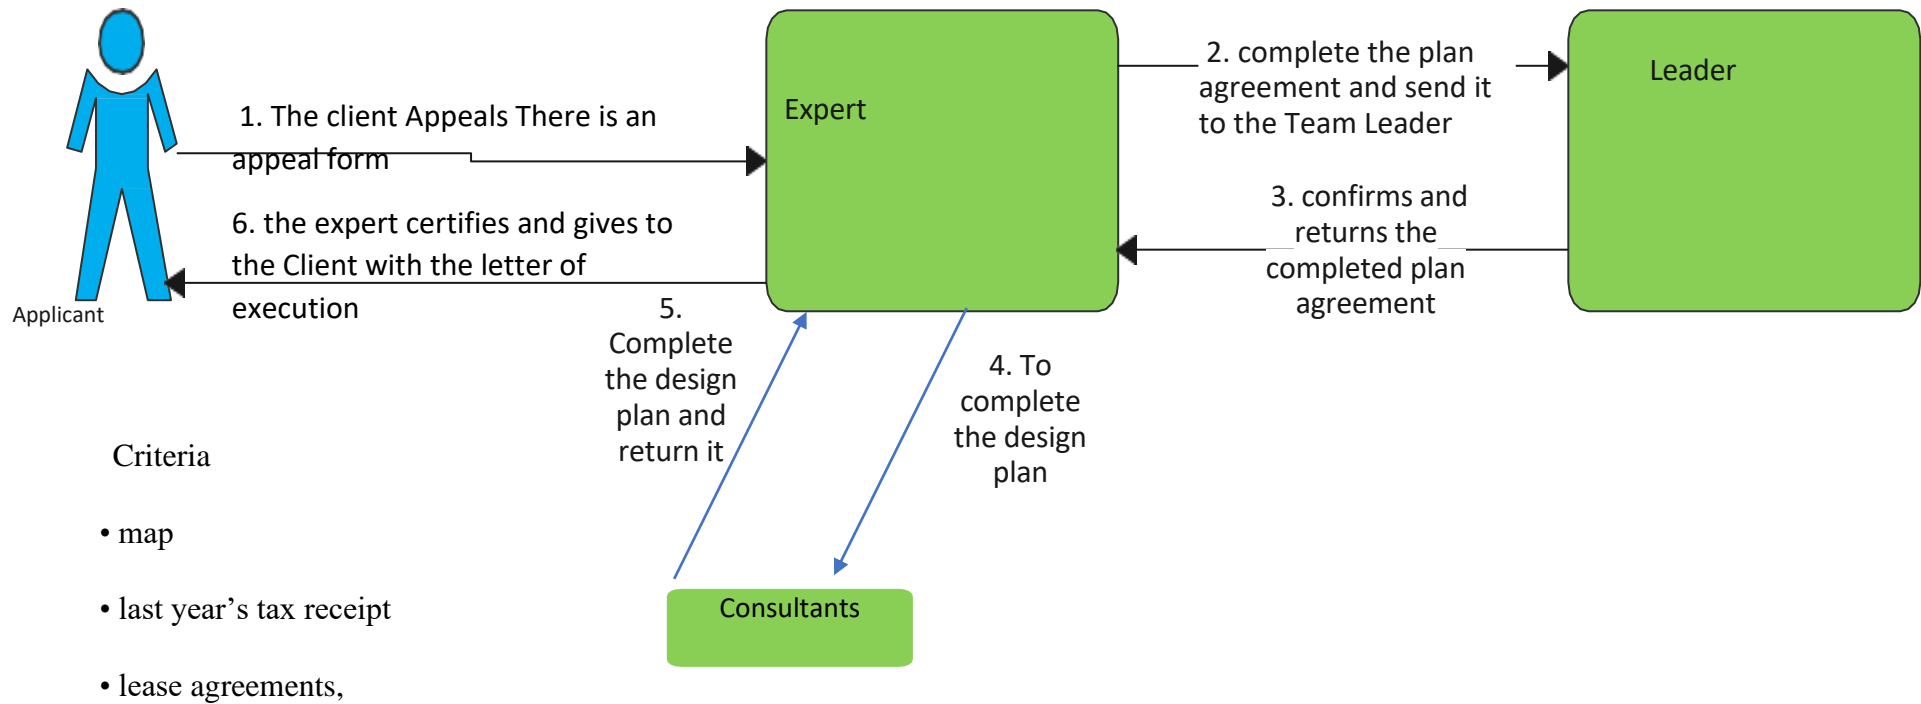 1. The client Appeals There is an
appeal form
Expert
2. complete the plan
agreement and send it
to the Team Leader
Leader
3. confirms and
returns the
completed plan
agreement
6. the expert certifies and gives to
the Client with the letter of
execution
Applicant
5.
Complete
the design
plan and
return it
4. To
complete
the design
plan
Consultants
Criteria
• map
• last year’s tax receipt
• lease agreements,